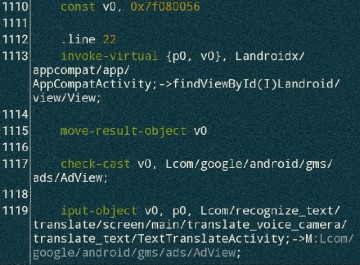 1110 const v0, 0x7f080056
1111
1112 .line 22
1113 invoke-virtual {p0, v0}, Landroidx/
appcompat/app/
AppCompatActivity;->findViewById(I)Landroid/
view/View;
1114
1115 move-result-object v0
1116
1117 check-cast v0, Lcom/google/android/gms/
ads/AdView;
1118
1119 iput-object v0, p0, Lcom/recognize_text/
translate/screen/main/translate_voice_camera/
translate_text/TextTranslateActivity;->M:Lcom/
google/android/gms/ads/AdView;